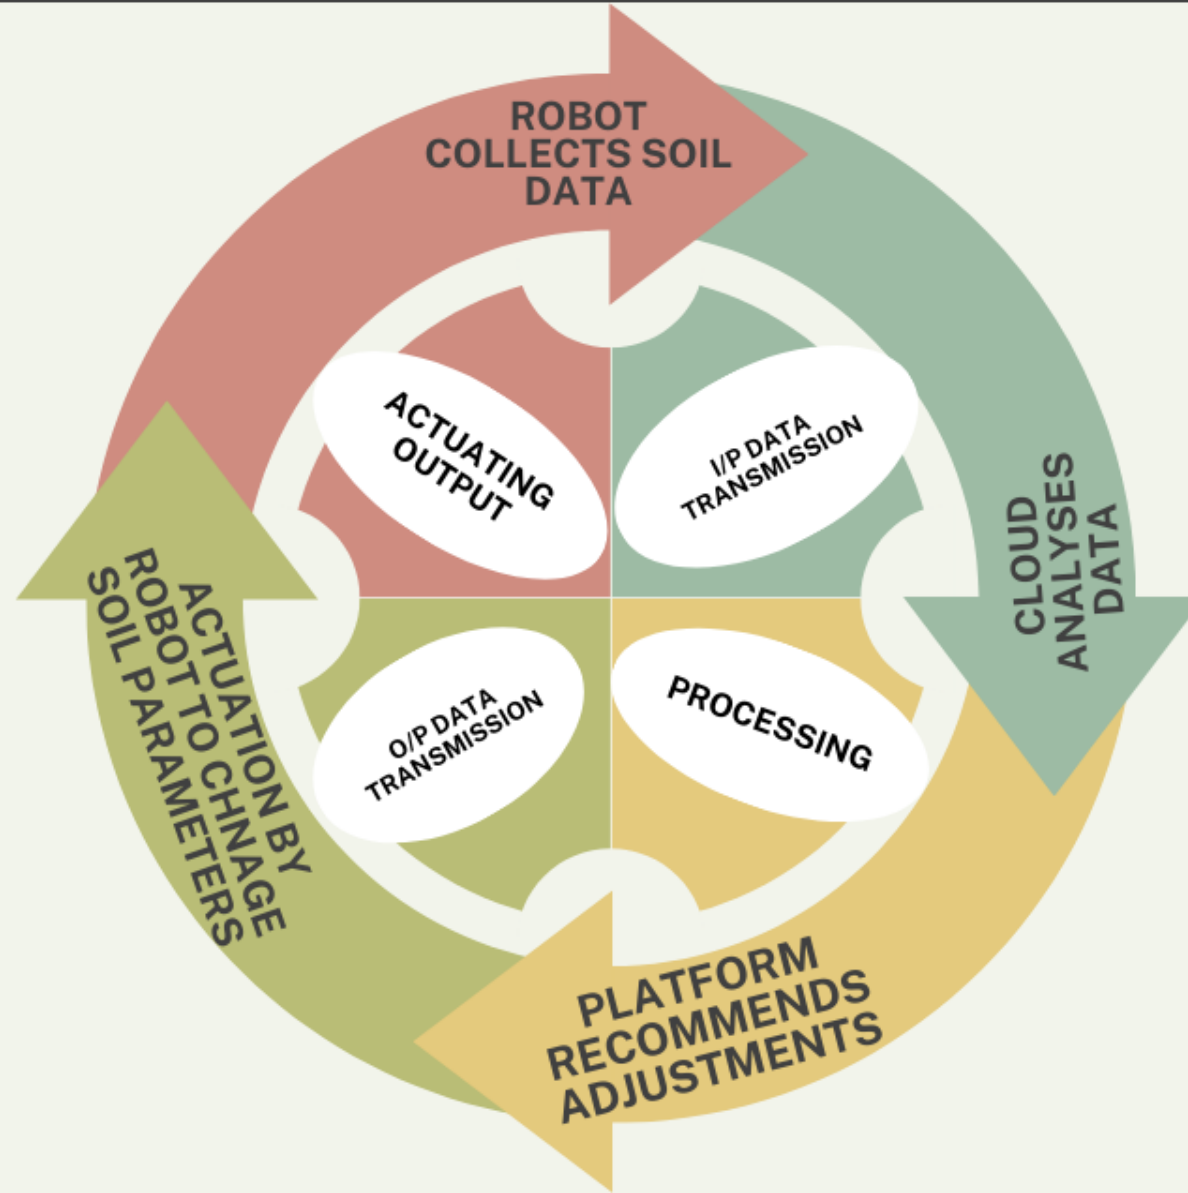 ROBOT
COLLECTS SOIL
DATA
CLOUD
ANALYSES
DATA
PLATFORM
RECOMMENDS
ADJUSTMENTS
ACTUATION BY
ROBOT TO CHNAGE
SOIL PARAMETERS
ACTUATING
OUTPUT
I/P DATA
TRANSMISSION
PROCESSING
O/P DATA
TRANSMISSION